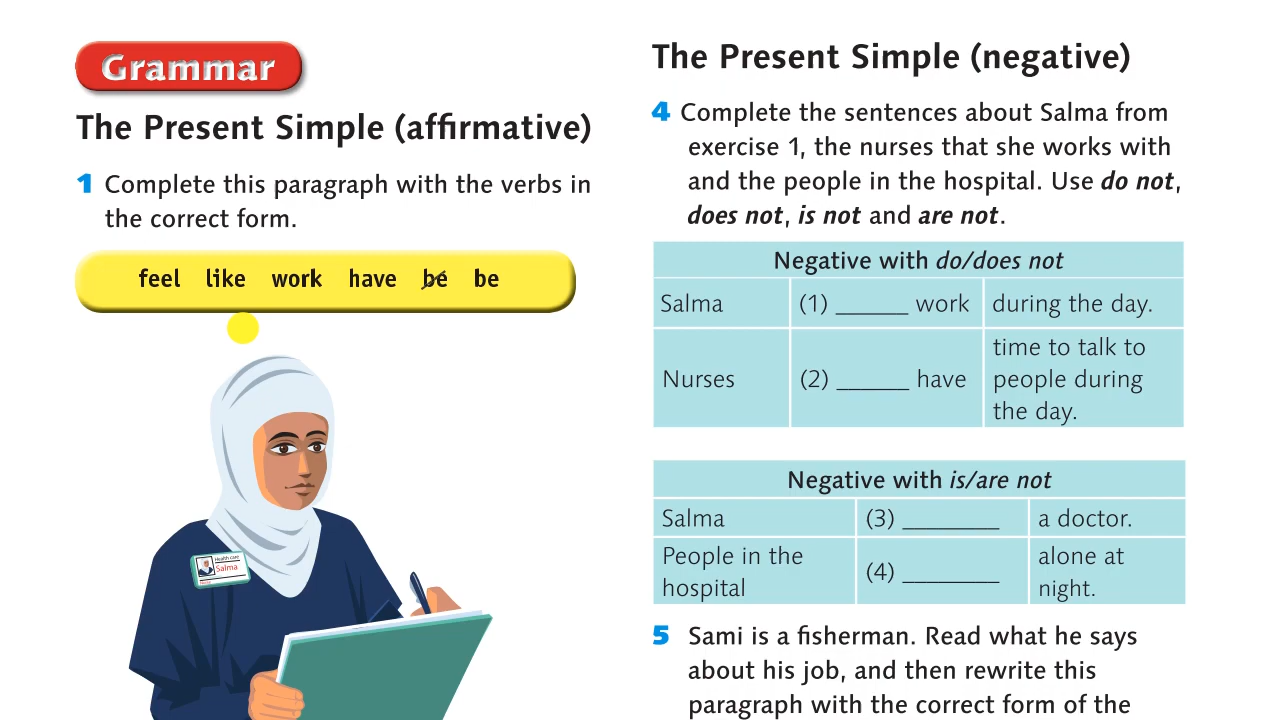 Grammar
The Present Simple (affirmative)
1 Complete this paragraph with the verbs in
the correct form.
feel like work have be be
Health care
Salma
The Present Simple (negative)
4 Complete the sentences about Salma from
exercise 1, the nurses that she works with
and the people in the hospital. Use do not,
does not, is not and are not.
Negative with do/does not
Salma (1) ______ work during the day.
Nurses (2) ______ have time to talk to
people during
the day.
Negative with is/are not
Salma (3) ________ a doctor.
People in the
hospital (4) ________ alone at
night.
5 Sami is a fisherman. Read what he says
about his job, and then rewrite this
paragraph with the correct form of the